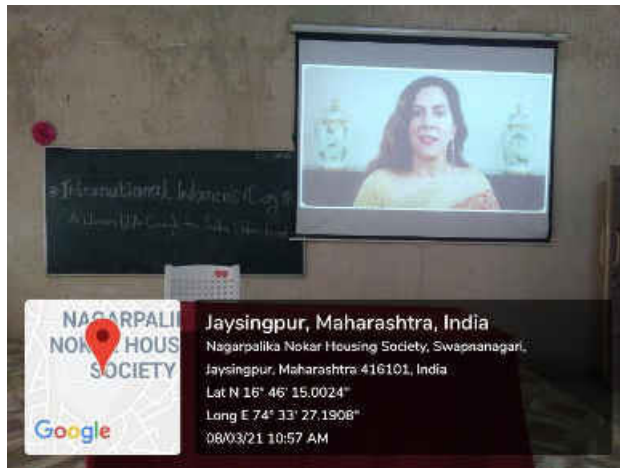 International Women's Day
NAGARPALI
NOKAR HOUS
SOCIETY
Google
Jaysingpur, Maharashtra, India
Nagarpalika Nokar Housing Society, Swapnanagari,
Jaysingpur, Maharashtra 416101, India
Lat N 16° 46' 15.0024"
Long E 74° 33' 27.1908"
08/03/21 10:57 AM